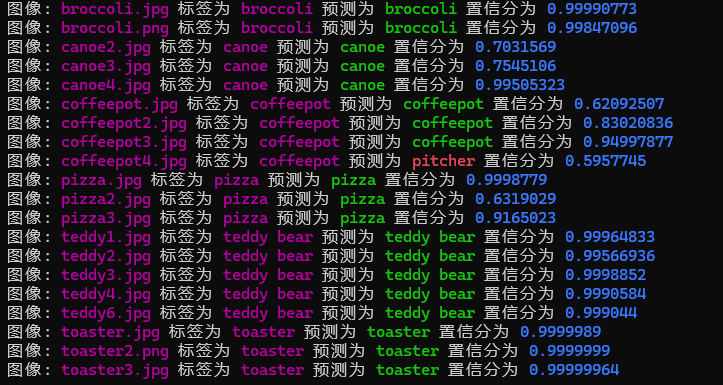 图像: broccoli.jpg 标签为 broccoli 预测为 broccoli 置信分为 0.99990773
图像: broccoli.png 标签为 broccoli 预测为 broccoli 置信分为 0.99847096
图像: canoe2.jpg 标签为 canoe 预测为 canoe 置信分为 0.7031569
图像: canoe3.jpg 标签为 canoe 预测为 canoe 置信分为 0.7545106
图像: canoe4.jpg 标签为 canoe 预测为 canoe 置信分为 0.99505323
图像: coffeepot.jpg 标签为 coffeepot 预测为 coffeepot 置信分为 0.62092507
图像: coffeepot2.jpg 标签为 coffeepot 预测为 coffeepot 置信分为 0.83020836
图像: coffeepot3.jpg 标签为 coffeepot 预测为 coffeepot 置信分为 0.94997877
图像: coffeepot4.jpg 标签为 coffeepot 预测为 pitcher 置信分为 0.5957745
图像: pizza.jpg 标签为 pizza 预测为 pizza 置信分为 0.9998779
图像: pizza2.jpg 标签为 pizza 预测为 pizza 置信分为 0.6319029
图像: pizza3.jpg 标签为 pizza 预测为 pizza 置信分为 0.9165023
图像: teddy1.jpg 标签为 teddy bear 预测为 teddy bear 置信分为 0.99964833
图像: teddy2.jpg 标签为 teddy bear 预测为 teddy bear 置信分为 0.99566936
图像: teddy3.jpg 标签为 teddy bear 预测为 teddy bear 置信分为 0.9998852
图像: teddy4.jpg 标签为 teddy bear 预测为 teddy bear 置信分为 0.9990584
图像: teddy6.jpg 标签为 teddy bear 预测为 teddy bear 置信分为 0.999044
图像: toaster.jpg 标签为 toaster 预测为 toaster 置信分为 0.9999989
图像: toaster2.png 标签为 toaster 预测为 toaster 置信分为 0.9999999
图像: toaster3.jpg 标签为 toaster 预测为 toaster 置信分为 0.99999964